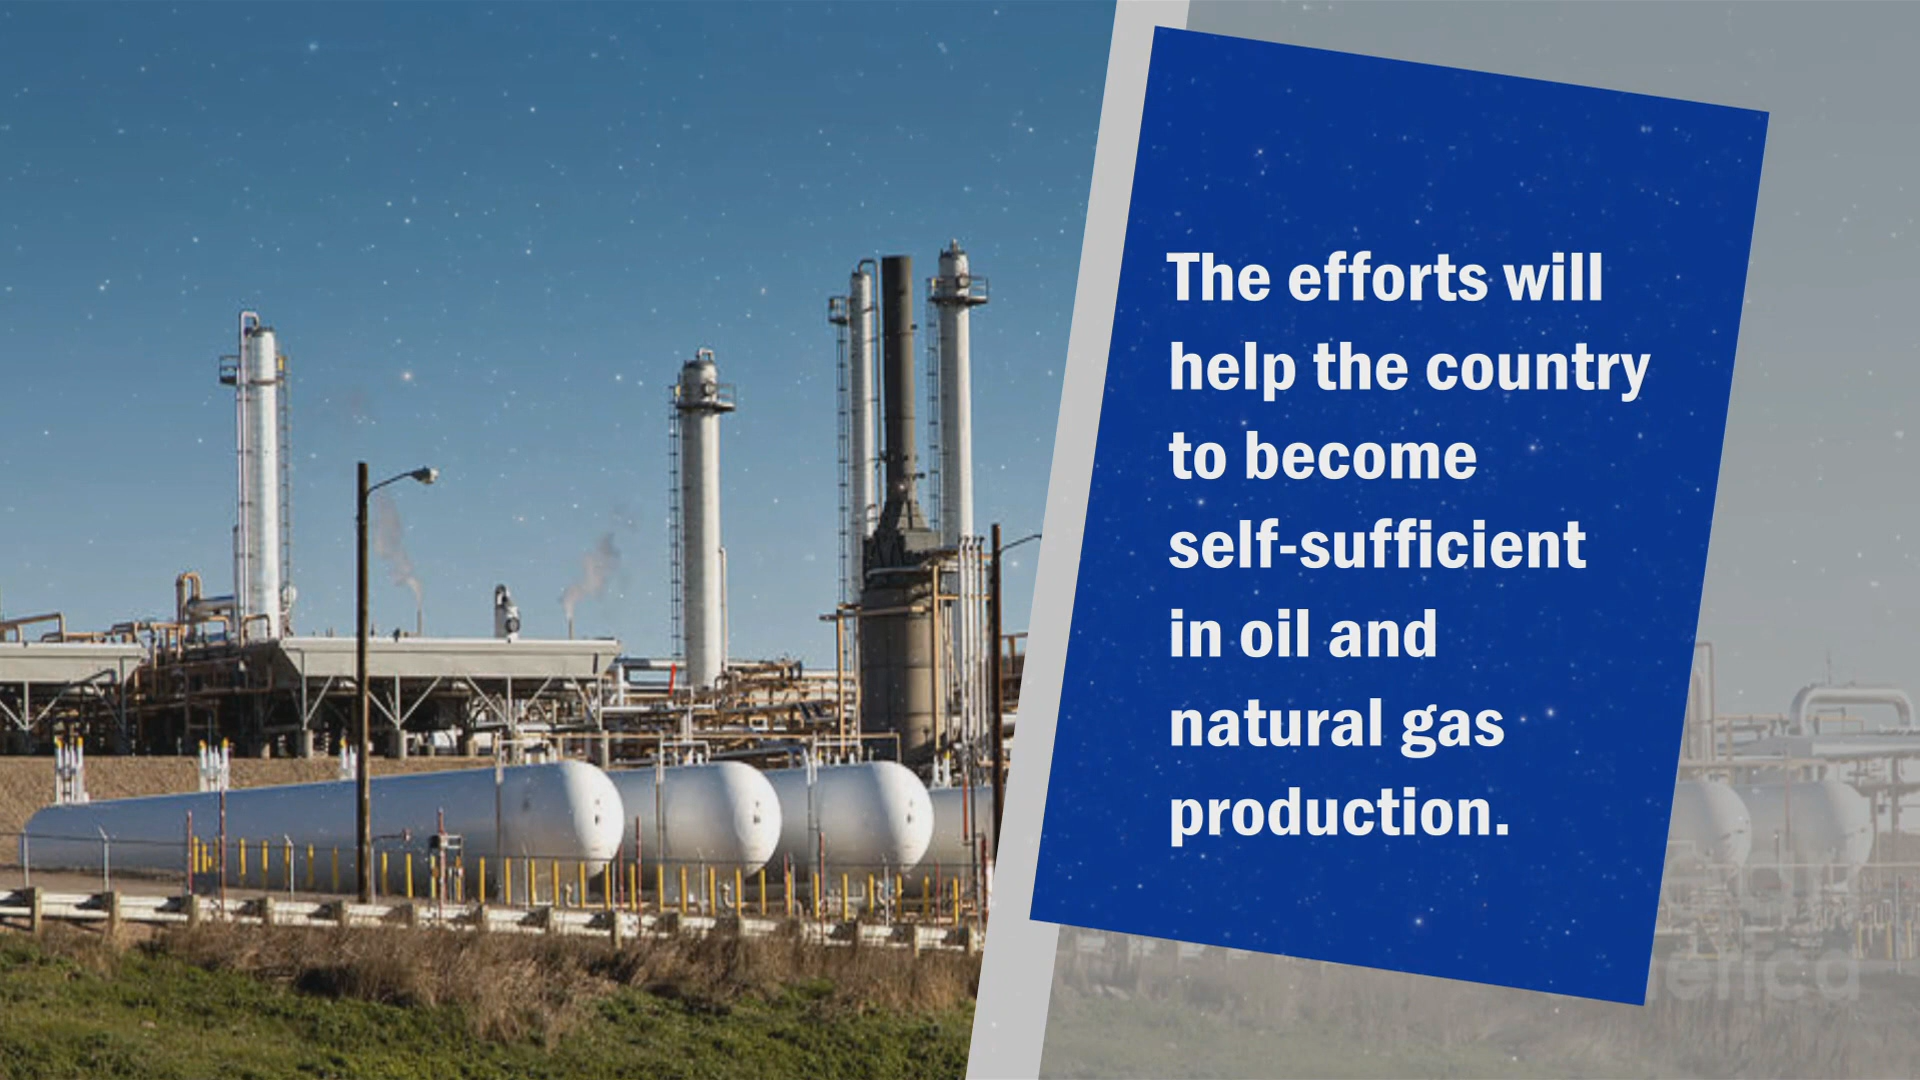 The efforts will
help the country
to become
self-sufficient
in oil and
natural gas
production.